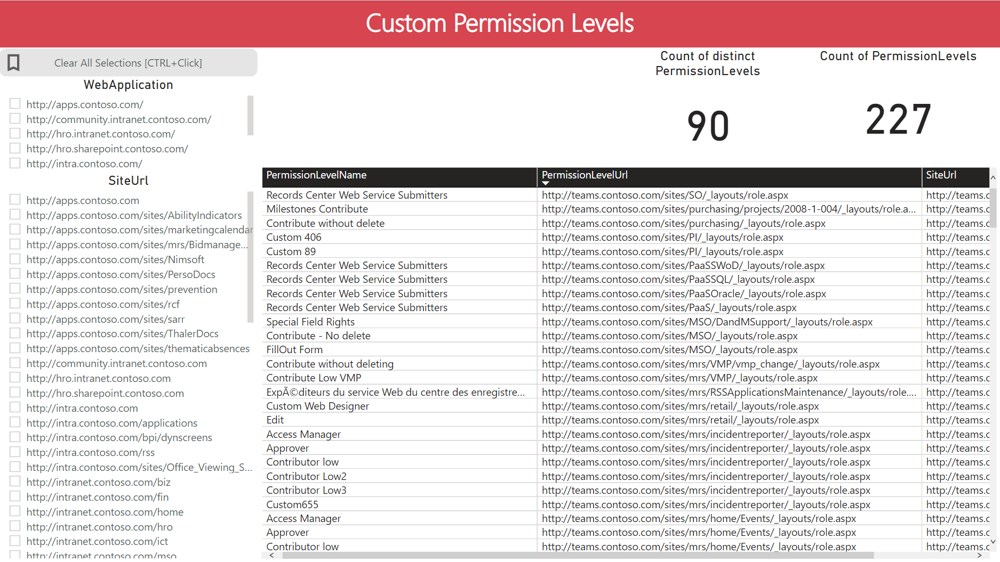 Custom Permission Levels
Clear All Selections [CTRL+Click]
WebApplication
http://apps.contoso.com/
http://community.intranet.contoso.com/
http://hro.intranet.contoso.com/
http://hro.sharepoint.contoso.com/
http://intra.contoso.com/
SiteUrl
http://apps.contoso.com
http://apps.contoso.com/sites/AbilityIndicators
http://apps.contoso.com/sites/marketingcalendar
http://apps.contoso.com/sites/mrs/Bidmanage...
http://apps.contoso.com/sites/Nimsoft
http://apps.contoso.com/sites/PersoDocs
http://apps.contoso.com/sites/prevention
http://apps.contoso.com/sites/rcf
http://apps.contoso.com/sites/sarr
http://apps.contoso.com/sites/ThalerDocs
http://apps.contoso.com/sites/thematicabsences
http://community.intranet.contoso.com
http://hro.intranet.contoso.com
http://hro.sharepoint.contoso.com
http://intra.contoso.com
http://intra.contoso.com/applications
http://intra.contoso.com/bpi/dynscreens
http://intra.contoso.com/rss
http://intra.contoso.com/sites/Office_Viewing_S...
http://intranet.contoso.com/biz
http://intranet.contoso.com/fin
http://intranet.contoso.com/home
http://intranet.contoso.com/hro
http://intranet.contoso.com/ict
http://intranet.contoso.com/mso
Count of distinct
PermissionLevels
90
Count of PermissionLevels
227
PermissionLevelName PermissionLevelUrl SiteUrl
Records Center Web Service Submitters http://teams.contoso.com/sites/SO/_layouts/role.aspx http://teams.c
Milestones Contribute http://teams.contoso.com/sites/purchasing/projects/2008-1-004/_layouts/role.a... http://teams.c
Contribute without delete http://teams.contoso.com/sites/purchasing/_layouts/role.aspx http://teams.c
Custom 406 http://teams.contoso.com/sites/PI/_layouts/role.aspx http://teams.c
Custom 89 http://teams.contoso.com/sites/PI/_layouts/role.aspx http://teams.c
Records Center Web Service Submitters http://teams.contoso.com/sites/PaaSSWoD/_layouts/role.aspx http://teams.c
Records Center Web Service Submitters http://teams.contoso.com/sites/PaaSSQL/_layouts/role.aspx http://teams.c
Records Center Web Service Submitters http://teams.contoso.com/sites/PaaSOracle/_layouts/role.aspx http://teams.c
Records Center Web Service Submitters http://teams.contoso.com/sites/PaaS/_layouts/role.aspx http://teams.c
Special Field Rights http://teams.contoso.com/sites/MSO/DandMSupport/_layouts/role.aspx http://teams.c
Contribute - No delete http://teams.contoso.com/sites/MSO/_layouts/role.aspx http://teams.c
FillOut Form http://teams.contoso.com/sites/MSO/_layouts/role.aspx http://teams.c
Contribute without deleting http://teams.contoso.com/sites/mrs/VMP/vmp_change/_layouts/role.aspx http://teams.c
Contribute Low VMP http://teams.contoso.com/sites/mrs/VMP/_layouts/role.aspx http://teams.c
ExpÃ©diteurs du service Web du centre des enregistre... http://teams.contoso.com/sites/mrs/RSSApplicationsMaintenance/_layouts/role.... http://teams.c
Custom Web Designer http://teams.contoso.com/sites/mrs/retail/_layouts/role.aspx http://teams.c
Edit http://teams.contoso.com/sites/mrs/retail/_layouts/role.aspx http://teams.c
Access Manager http://teams.contoso.com/sites/mrs/incidentreporter/_layouts/role.aspx http://teams.c
Approver http://teams.contoso.com/sites/mrs/incidentreporter/_layouts/role.aspx http://teams.c
Contributor low http://teams.contoso.com/sites/mrs/incidentreporter/_layouts/role.aspx http://teams.c
Contributor Low2 http://teams.contoso.com/sites/mrs/incidentreporter/_layouts/role.aspx http://teams.c
Contributor Low3 http://teams.contoso.com/sites/mrs/incidentreporter/_layouts/role.aspx http://teams.c
Custom655 http://teams.contoso.com/sites/mrs/incidentreporter/_layouts/role.aspx http://teams.c
Access Manager http://teams.contoso.com/sites/mrs/home/Events/_layouts/role.aspx http://teams.c
Approver http://teams.contoso.com/sites/mrs/home/Events/_layouts/role.aspx http://teams.c
Contributor low http://teams.contoso.com/sites/mrs/home/Events/_layouts/role.aspx http://teams.c